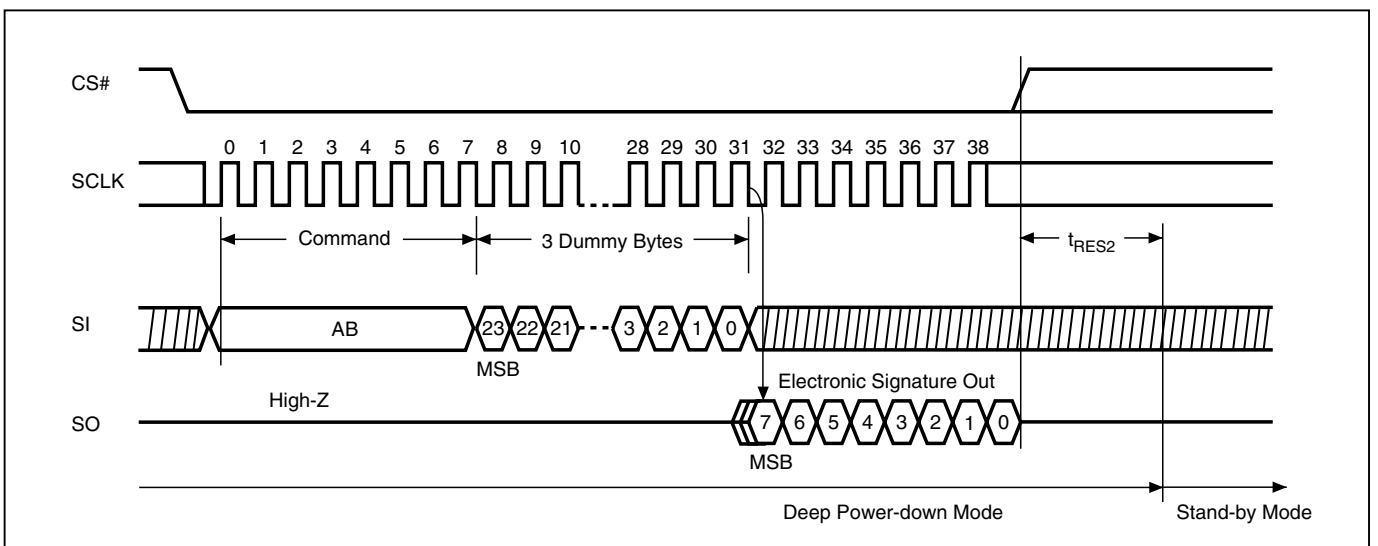 CS#
0 1 2 3 4 5 6 7 8 9 10 28 29 30 31 32 33 34 35 36 37 38
SCLK
Command 3 Dummy Bytes tRES2
SI AB 23 22 21 3 2 1 0
MSB
Electronic Signature Out
High-Z
SO 7 6 5 4 3 2 1 0
MSB
Deep Power-down Mode Stand-by Mode